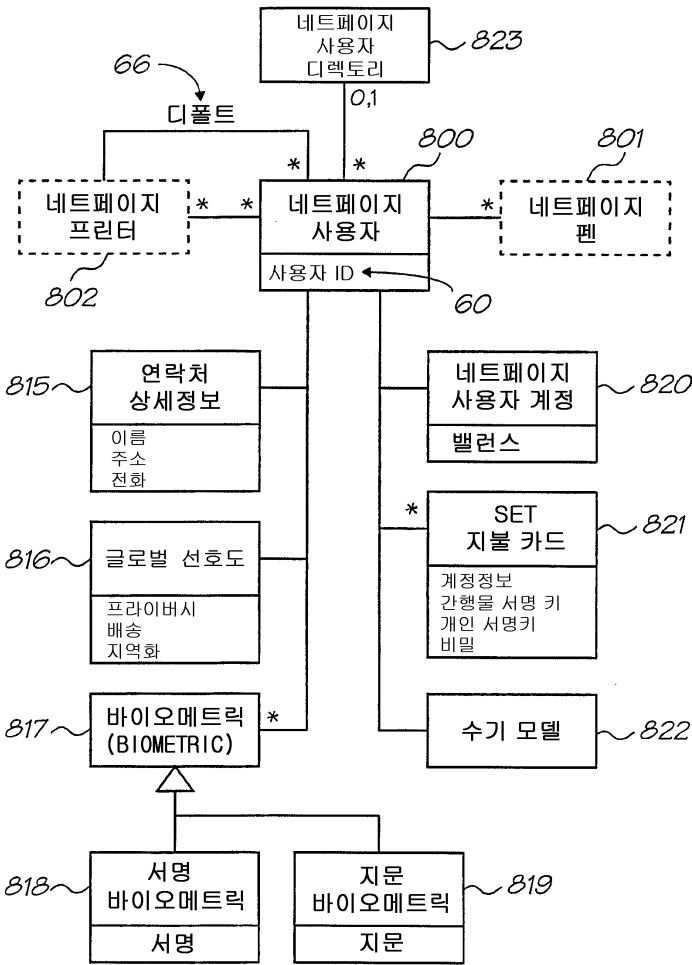 네트페이지
사용자
디렉토리
823
66
0,1
디폴트
800
801
*
*
네트페이지
프린터
*
*
네트페이지
사용자
*
네트페이지
펜
802
사용자 ID
60
815
연락처
상세정보
이름
주소
전화
네트페이지
사용자 계정
820
밸런스
816
글로벌 선호도
프라이버시
배송
지역화
*
SET
지불 카드
821
계정정보
간행물 서명 키
개인 서명키
비밀
817
바이오메트릭
(BIOMETRIC)
*
수기 모델
822
818
서명
바이오메트릭
서명
지문
바이오메트릭
819
지문